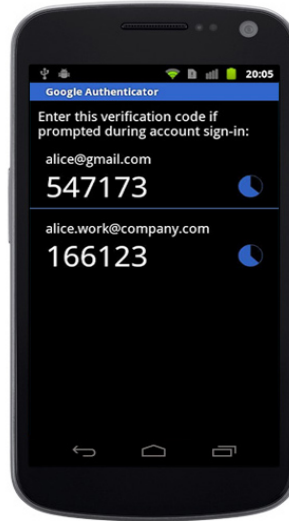 20:05
Google Authenticator
Enter this verification code if
prompted during account sign-in:
alice@gmail.com
547173
alice.work@company.com
166123